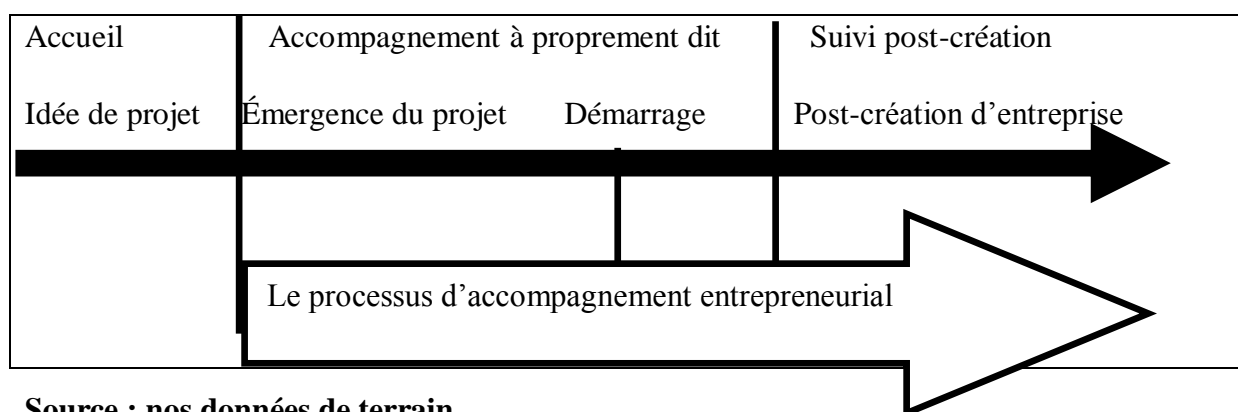 Accueil Accompagnement à proprement dit Suivi post-création
Idée de projet Émergence du projet Démarrage Post-création d’entreprise
Le processus d’accompagnement entrepreneurial
Source : nos données de terrain